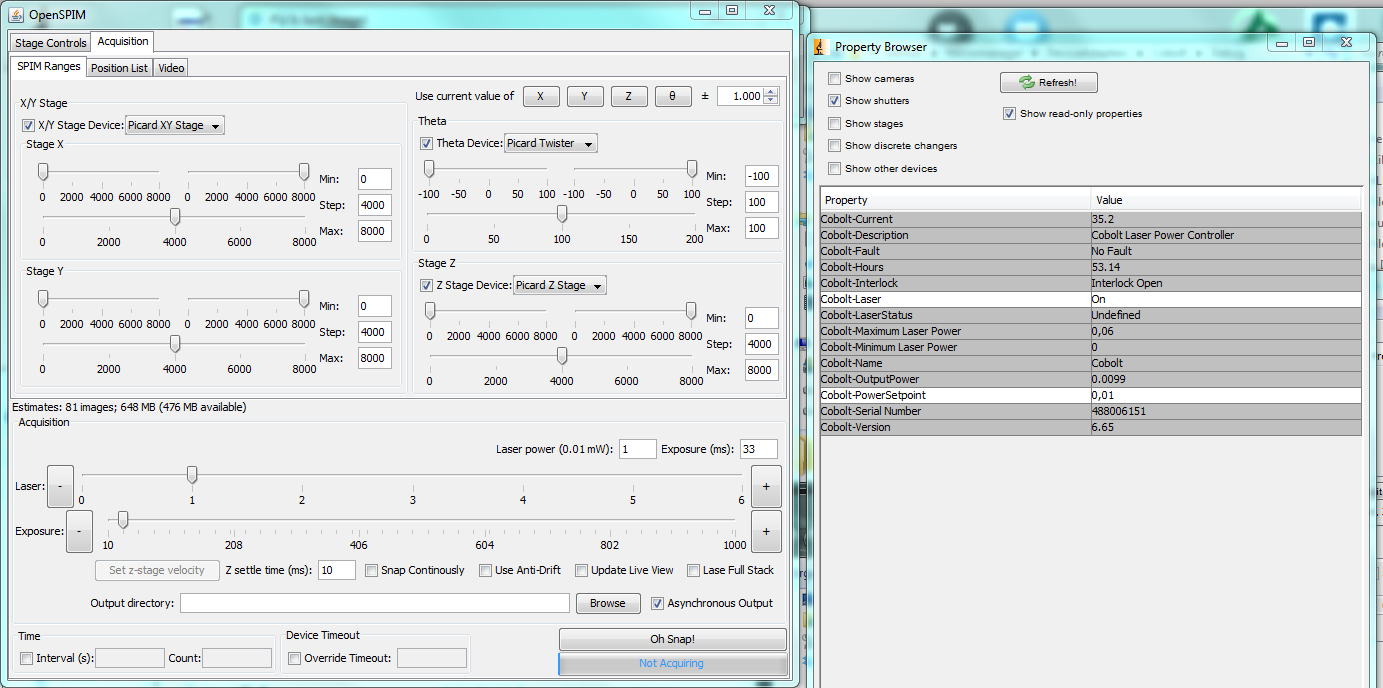 OpenSPIM
Stage Controls Acquisition
SPIM Ranges Position List Video
X/Y Stage
X/Y Stage Device: Picard XY Stage
Stage X
0 2000 4000 6000 8000 0 2000 4000 6000 8000
0 2000 4000 6000 8000
Min: 0
Step: 4000
Max: 8000
Stage Y
0 2000 4000 6000 8000 0 2000 4000 6000 8000
0 2000 4000 6000 8000
Min: 0
Step: 4000
Max: 8000
Use current value of X Y Z θ ± 1.000
Theta
Theta Device: Picard Twister
-100 -50 0 50 100 -100 -50 0 50 100
0 50 100 150 200
Min: -100
Step: 100
Max: 100
Stage Z
Z Stage Device: Picard Z Stage
0 2000 4000 6000 8000 0 2000 4000 6000 8000
0 2000 4000 6000 8000
Min: 0
Step: 4000
Max: 8000
Estimates: 81 images; 648 MB (476 MB available)
Acquisition
Laser power (0.01 mW): 1 Exposure (ms): 33
Laser: - +
0 1 2 3 4 5 6
Exposure: - +
10 208 406 604 802 1000
Set z-stage velocity Z settle time (ms): 10 Snap Continously Use Anti-Drift Update Live View Lase Full Stack
Output directory: Browse Asynchronous Output
Time
Interval (s): Count:
Device Timeout
Override Timeout:
Oh Snap!
Not Acquiring
Property Browser
Show cameras
Show shutters
Show stages
Show discrete changers
Show other devices
Refresh!
Show read-only properties
Property Value
Cobolt-Current 35.2
Cobolt-Description Cobolt Laser Power Controller
Cobolt-Fault No Fault
Cobolt-Hours 53.14
Cobolt-Interlock Interlock Open
Cobolt-Laser On
Cobolt-LaserStatus Undefined
Cobolt-Maximum Laser Power 0,06
Cobolt-Minimum Laser Power 0
Cobolt-Name Cobolt
Cobolt-OutputPower 0.0099
Cobolt-PowerSetpoint 0,01
Cobolt-Serial Number 488006151
Cobolt-Version 6.65